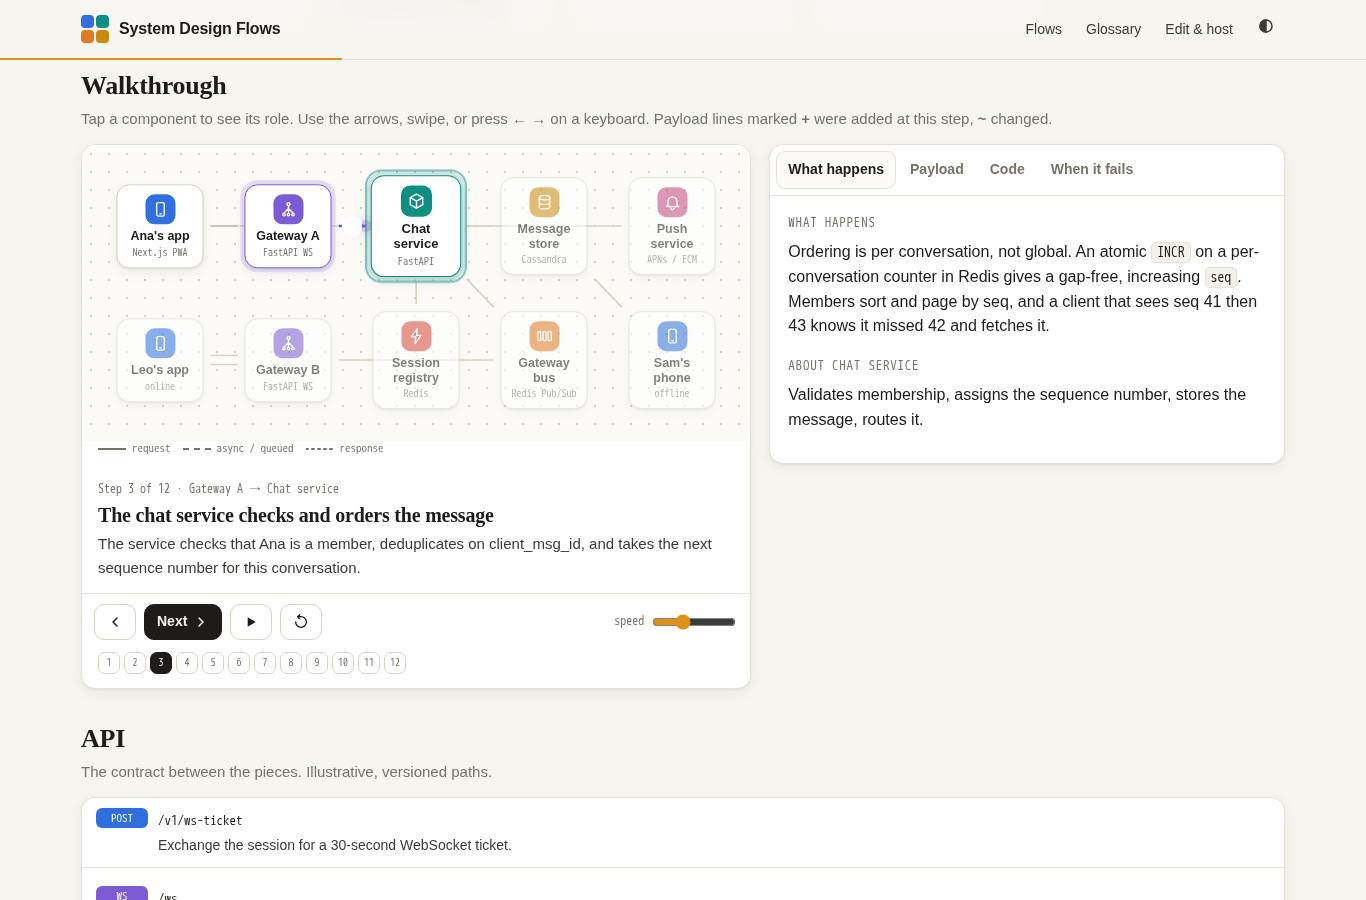 System Design Flows
Flows
Glossary
Edit & host
Walkthrough
Tap a component to see its role. Use the arrows, swipe, or press ← → on a keyboard. Payload lines marked + were added at this step, ~ changed.
Ana's app
Next.js PWA
Gateway A
FastAPI WS
Chat
service
FastAPI
Message
store
Cassandra
Push
service
APNs / FCM
Leo's app
online
Gateway B
FastAPI WS
Session
registry
Redis
Gateway
bus
Redis Pub/Sub
Sam's
phone
offline
request
async / queued
response
Step 3 of 12 · Gateway A → Chat service
The chat service checks and orders the message
The service checks that Ana is a member, deduplicates on client_msg_id, and takes the next
sequence number for this conversation.
Next
speed
1 2 3 4 5 6 7 8 9 10 11 12
What happens
Payload
Code
When it fails
WHAT HAPPENS
Ordering is per conversation, not global. An atomic INCR on a per-
conversation counter in Redis gives a gap-free, increasing seq.
Members sort and page by seq, and a client that sees seq 41 then
43 knows it missed 42 and fetches it.
ABOUT CHAT SERVICE
Validates membership, assigns the sequence number, stores the
message, routes it.
API
The contract between the pieces. Illustrative, versioned paths.
POST
/v1/ws-ticket
Exchange the session for a 30-second WebSocket ticket.
WS
/ws